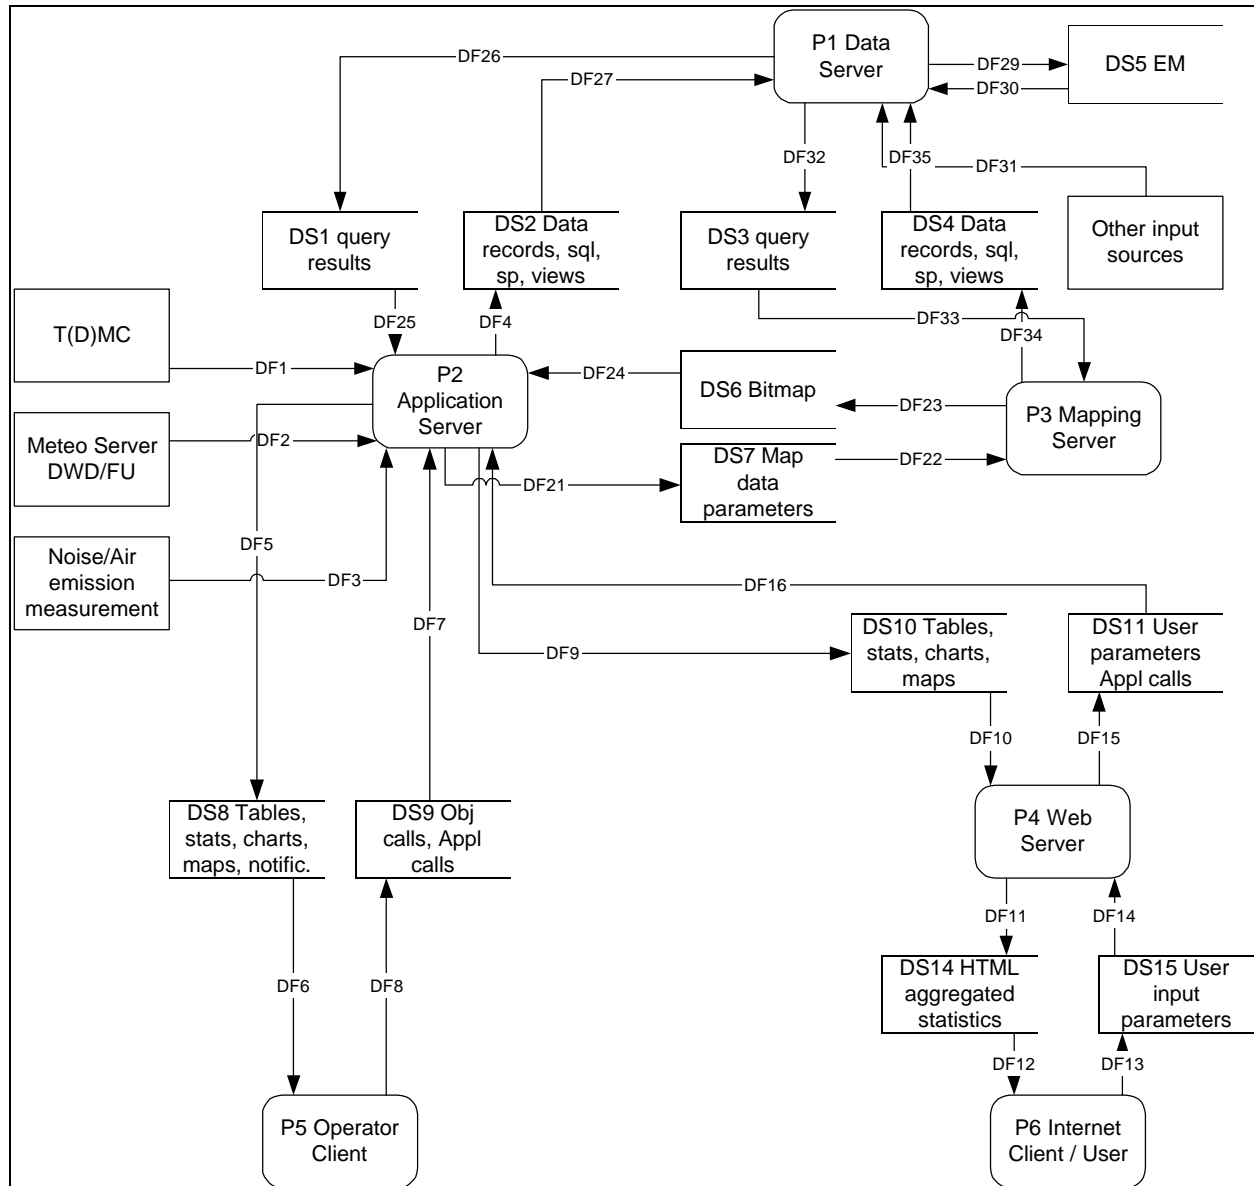 P1 Data
Server
DF26
DF27
DF29
DF30
DS5 EM
DF32
DF35
DF31
DS1 query
results
DS2 Data
records, sql,
sp, views
DS3 query
results
DS4 Data
records, sql,
sp, views
Other input
sources
T(D)MC
DF25
DF4
DF33
DF34
DF1
P2
Application
Server
DF24
DS6 Bitmap
DF23
P3 Mapping
Server
Meteo Server
DWD/FU
DF2
DF21
DS7 Map
data
parameters
DF22
DF5
Noise/Air
emission
measurement
DF3
DF16
DF7
DF9
DS10 Tables,
stats, charts,
maps
DS11 User
parameters
Appl calls
DF10
DF15
DS8 Tables,
stats, charts,
maps, notific.
DS9 Obj
calls, Appl
calls
P4 Web
Server
DF11
DF14
DF6
DF8
DS14 HTML
aggregated
statistics
DS15 User
input
parameters
DF12
DF13
P5 Operator
Client
P6 Internet
Client / User